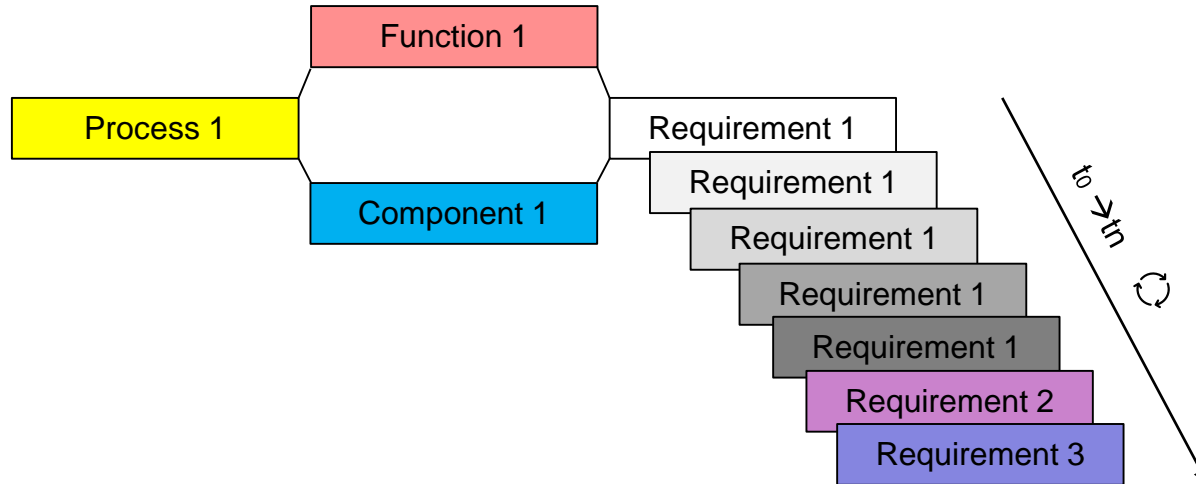 Function 1
Process 1
Requirement 1
Requirement 1
Component 1
Requirement 1
Requirement 1
Requirement 1
Requirement 2
Requirement 3
t0 → tn